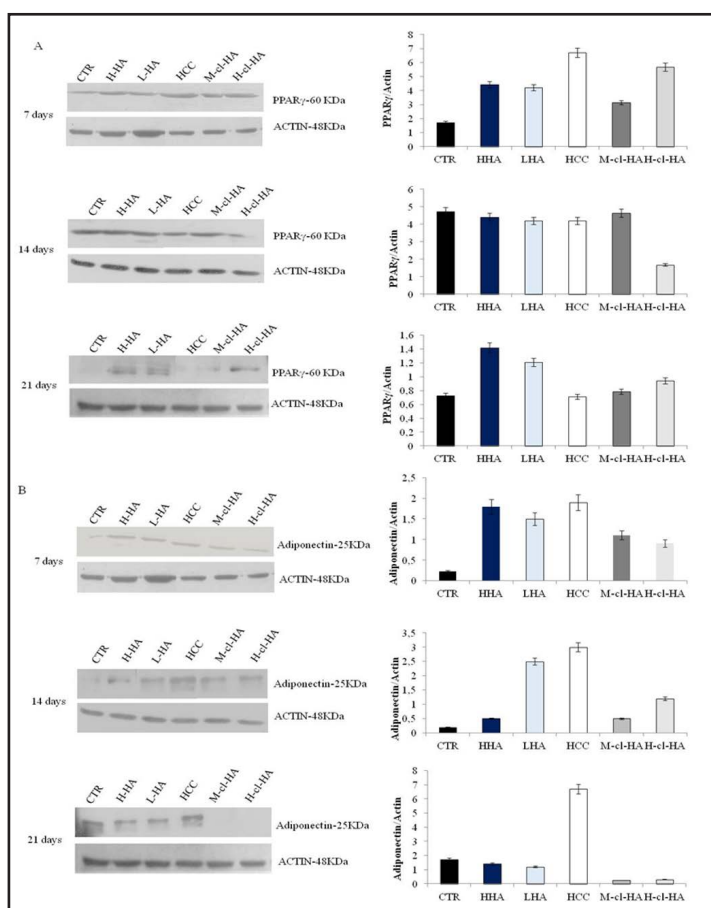 A
CTR H-HA L-HA HCC M-cl-HA H-cl-HA
7 days
PPARγ-60 KDa
ACTIN-48KDa
PPARγ/Actin
8
7
6
5
4
3
2
1
0
CTR HHA LHA HCC M-cl-HA H-cl-HA
CTR H-HA L-HA HCC M-cl-HA H-cl-HA
14 days
PPARγ-60 KDa
ACTIN-48KDa
PPARγ/Actin
6
5
4
3
2
1
0
CTR HHA LHA HCC M-cl-HA H-cl-HA
CTR H-HA L-HA HCC M-cl-HA H-cl-HA
21 days
PPARγ-60 KDa
ACTIN-48KDa
PPARγ/Actin
1,6
1,4
1,2
1
0,8
0,6
0,4
0,2
0
CTR HHA LHA HCC M-cl-HA H-cl-HA
B
CTR H-HA L-HA HCC M-cl-HA H-cl-HA
7 days
Adiponectin-25KDa
ACTIN-48KDa
Adiponectin/Actin
2,5
2
1,5
1
0,5
0
CTR HHA LHA HCC M-cl-HA H-cl-HA
CTR H-HA L-HA HCC M-cl-HA H-cl-HA
14 days
Adiponectin-25KDa
ACTIN-48KDa
Adiponectin/Actin
3,5
3
2,5
2
1,5
1
0,5
0
CTR HHA LHA HCC M-cl-HA H-cl-HA
CTR H-HA L-HA HCC M-cl-HA H-cl-HA
21 days
Adiponectin-25KDa
ACTIN-48KDa
Adiponectin/Actin
8
7
6
5
4
3
2
1
0
CTR HHA LHA HCC M-cl-HA H-cl-HA